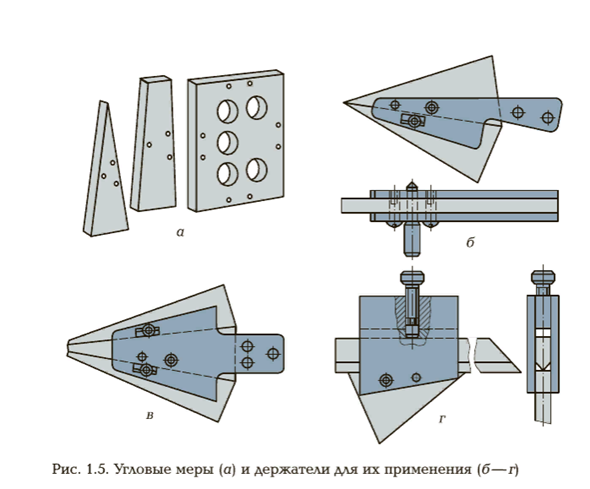 а
б
в
г
Рис. 1.5. Угловые меры (а) и держатели для их применения (б—г)